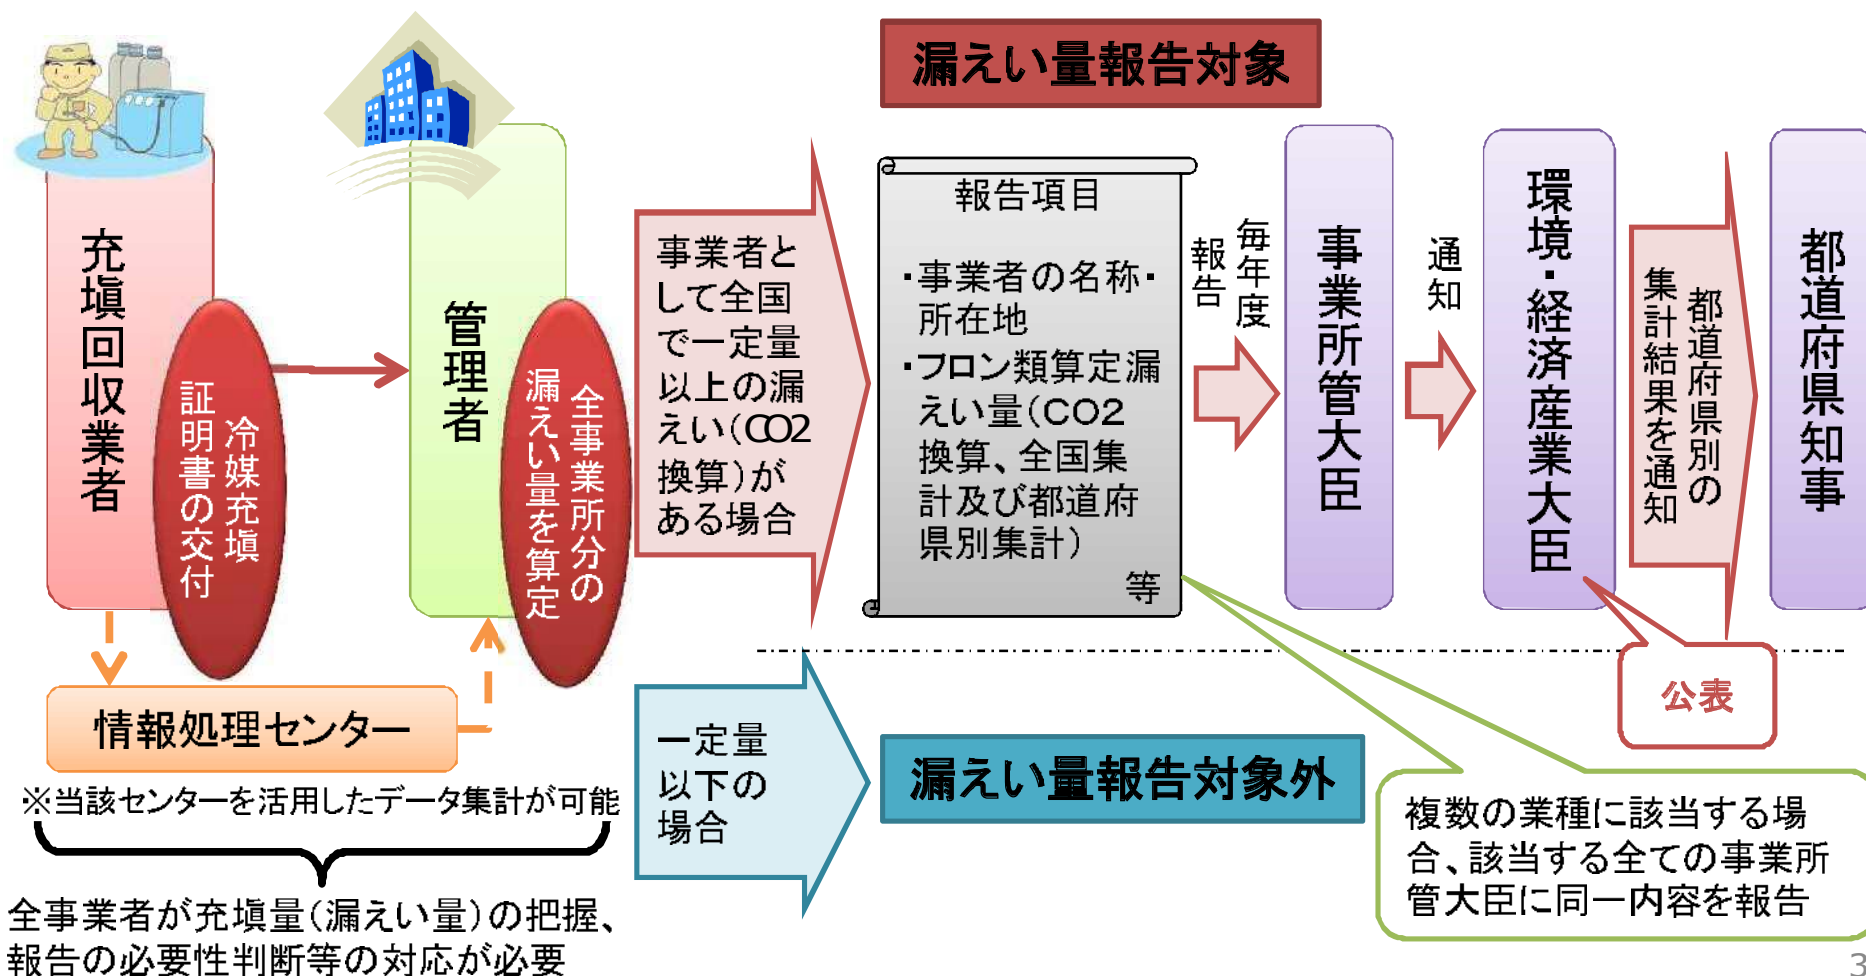 漏えい量報告対象
充塡回収業者
冷媒充塡
証明書の交付
管理者
全事業所分の
漏えい量を算定
事業者と
して全国
で一定量
以上の漏
えい(CO2
換算)が
ある場合
報告項目
・事業者の名称・
所在地
・フロン類算定漏
えい量(CO2
換算、全国集
計及び都道府
県別集計)
等
毎年度
報告
事業所管大臣
通知
環境・経済産業大臣
都道府県別の
集計結果を通知
都道府県知事
公表
情報処理センター
※当該センターを活用したデータ集計が可能
全事業者が充塡量(漏えい量)の把握、
報告の必要性判断等の対応が必要
一定量
以下の
場合
漏えい量報告対象外
複数の業種に該当する場
合、該当する全ての事業所
管大臣に同一内容を報告
3